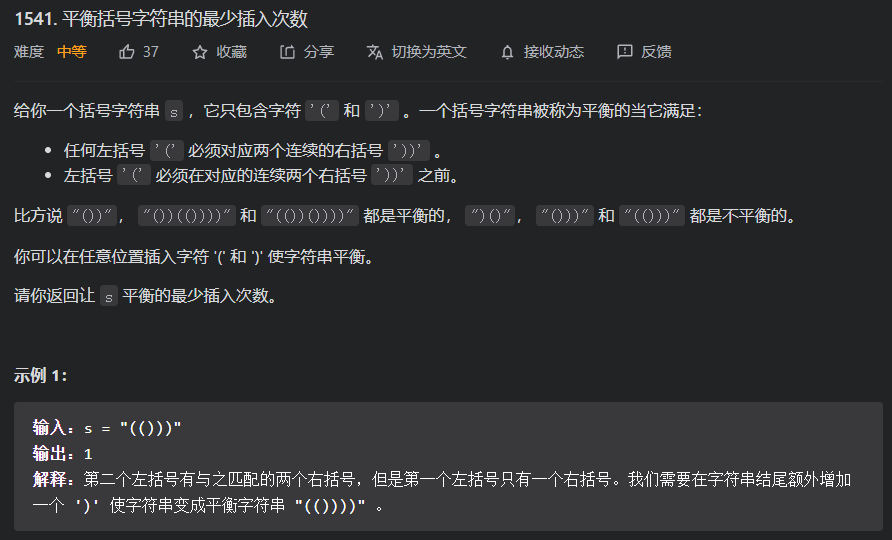 1541. 平衡括号字符串的最少插入次数
难度 中等 37 收藏 分享 切换为英文 接收动态 反馈
给你一个括号字符串 s ，它只包含字符 '(' 和 ')' 。一个括号字符串被称为平衡的当它满足：
任何左括号 '(' 必须对应两个连续的右括号 '))' 。
左括号 '(' 必须在对应的连续两个右括号 '))' 之前。
比方说 "())"， "())(())))" 和 "(())())))" 都是平衡的， ")()"， "()))" 和 "(()))" 都是不平衡的。
你可以在任意位置插入字符 '(' 和 ')' 使字符串平衡。
请你返回让 s 平衡的最少插入次数。
示例 1：
输入：s = "(()))"
输出：1
解释：第二个左括号有与之匹配的两个右括号，但是第一个左括号只有一个右括号。我们需要在字符串结尾额外增加
一个 ')' 使字符串变成平衡字符串 "(())))" 。